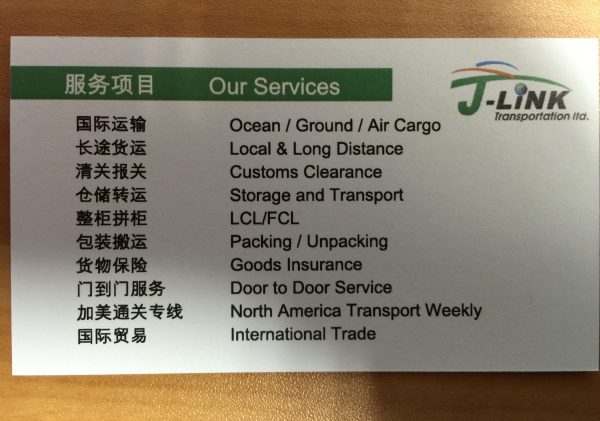 服务项目 Our Services
J-LINK
Transportation ltd.
国际运输 Ocean / Ground / Air Cargo
长途货运 Local & Long Distance
清关报关 Customs Clearance
仓储转运 Storage and Transport
整柜拼柜 LCL/FCL
包装搬运 Packing / Unpacking
货物保险 Goods Insurance
门到门服务 Door to Door Service
加美通关专线 North America Transport Weekly
国际贸易 International Trade